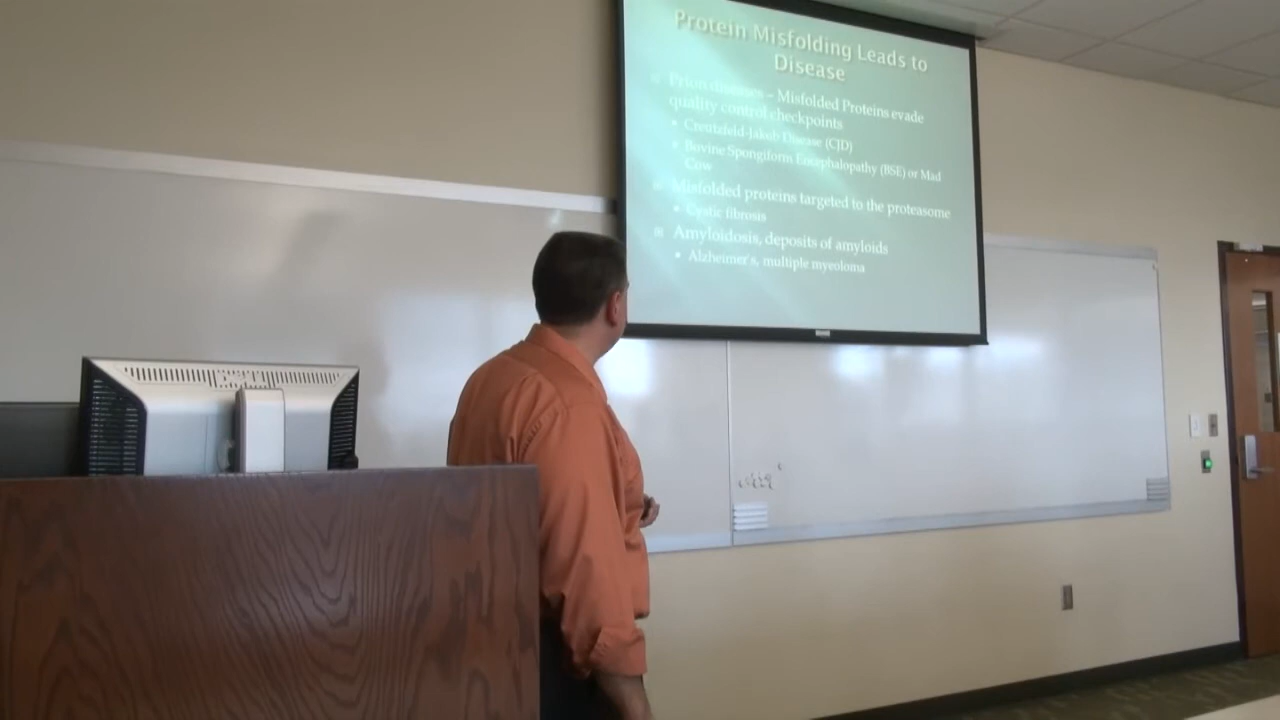 Protein Misfolding Leads to
Disease
Prion diseases – Misfolded Proteins evade
quality control checkpoints
Creutzfeld-Jakob Disease (CJD)
Bovine Spongiform Encephalopathy (BSE) or Mad
Cow
Misfolded proteins targeted to the proteasome
Cystic fibrosis
Amyloidosis, deposits of amyloids
Alzheimer's, multiple myeloma